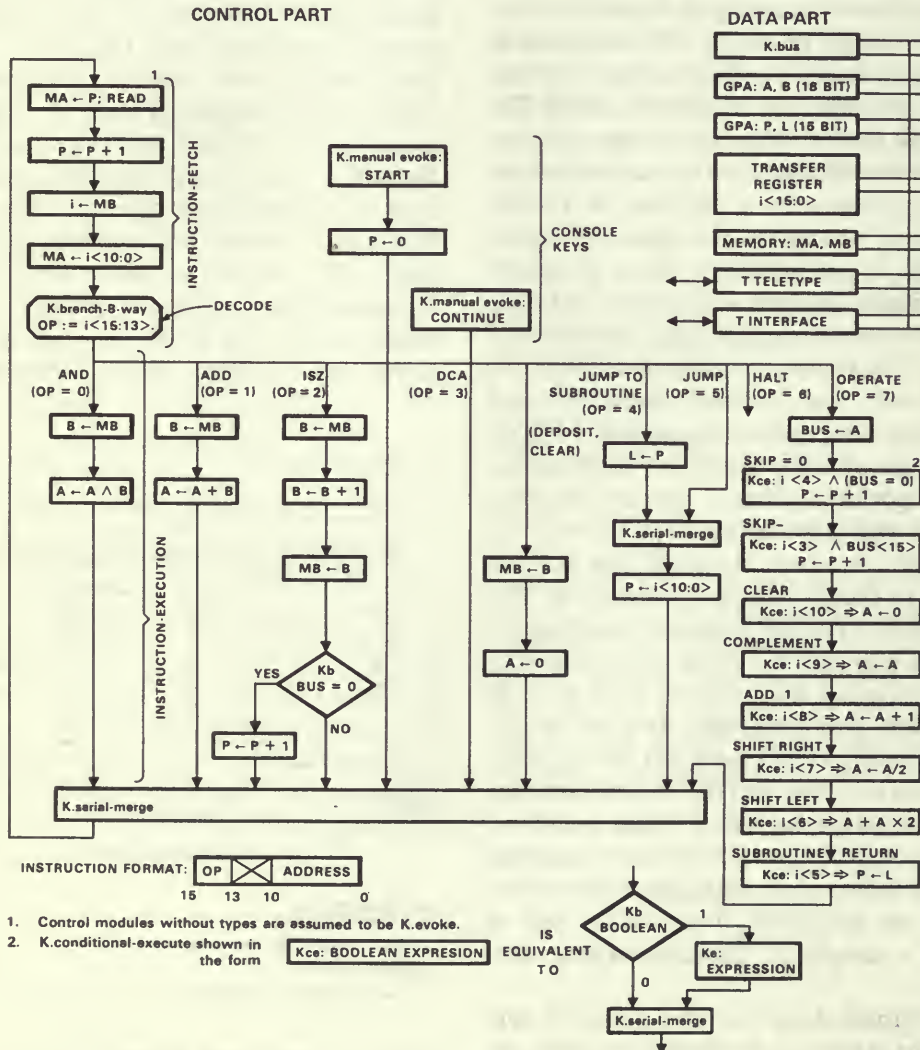 CONTROL PART
1
MA ← P; READ
P ← P + 1
i ← MB
MA ← i<10:0>
K.brench-8-way
OP := i<15:13>.
DECODE
INSTRUCTION-FETCH
K.manual evoke:
START
P ← 0
K.manual evoke:
CONTINUE
CONSOLE
KEYS
DATA PART
K.bus
GPA: A, B (18 BIT)
GPA: P, L (15 BIT)
TRANSFER
REGISTER
i<15:0>
MEMORY: MA, MB
T TELETYPE
T INTERFACE
INSTRUCTION-EXECUTION
AND
(OP = 0)
B ← MB
A ← A ∧ B
ADD
(OP = 1)
B ← MB
A ← A + B
ISZ
(OP = 2)
B ← MB
B ← B + 1
MB ← B
Kb
BUS = 0
YES
NO
P ← P + 1
DCA
(OP = 3)
(DEPOSIT,
CLEAR)
MB ← B
A ← 0
JUMP TO
SUBROUTINE
(OP = 4)
L ← P
JUMP
(OP = 5)
K.serial-merge
P ← i<10:0>
HALT
(OP = 6)
OPERATE
(OP = 7)
BUS ← A
SKIP = 0
2
Kce: i <4> ∧ (BUS = 0)
P ← P + 1
SKIP–
Kce: i<3> ∧ BUS<15>
P ← P + 1
CLEAR
Kce: i<10> ⇒ A ← 0
COMPLEMENT
Kce: i<9> ⇒ A ← A
ADD 1
Kce: i<8> ⇒ A ← A + 1
SHIFT RIGHT
Kce: i<7> ⇒ A ← A/2
SHIFT LEFT
Kce: i<6> ⇒ A + A × 2
SUBROUTINE RETURN
Kce: i<5> ⇒ P ← L
K.serial-merge
INSTRUCTION FORMAT: OP ADDRESS
15 13 10 0
1. Control modules without types are assumed to be K.evoke.
2. K.conditional-execute shown in
the form Kce: BOOLEAN EXPRESION
IS
EQUIVALENT
TO
Kb
BOOLEAN
1
0
Ke:
EXPRESSION
K.serial-merge